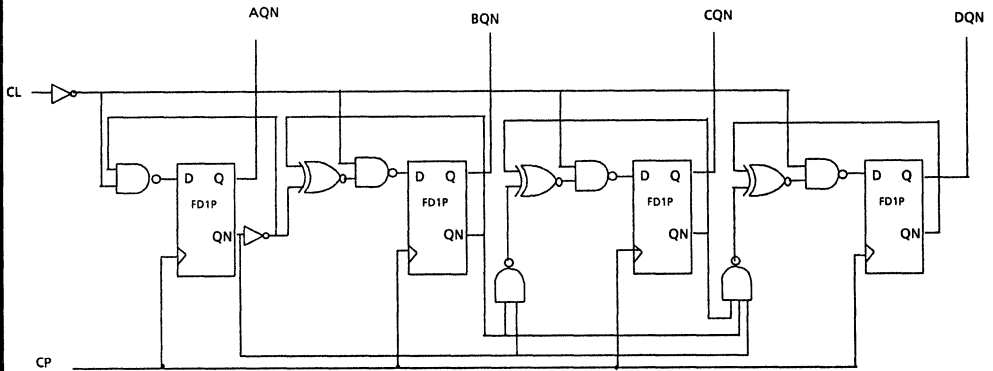 AQN
BQN
CQN
DQN
CL
D Q
FD1P
QN
D Q
FD1P
QN
D Q
FD1P
QN
D Q
FD1P
QN
CP